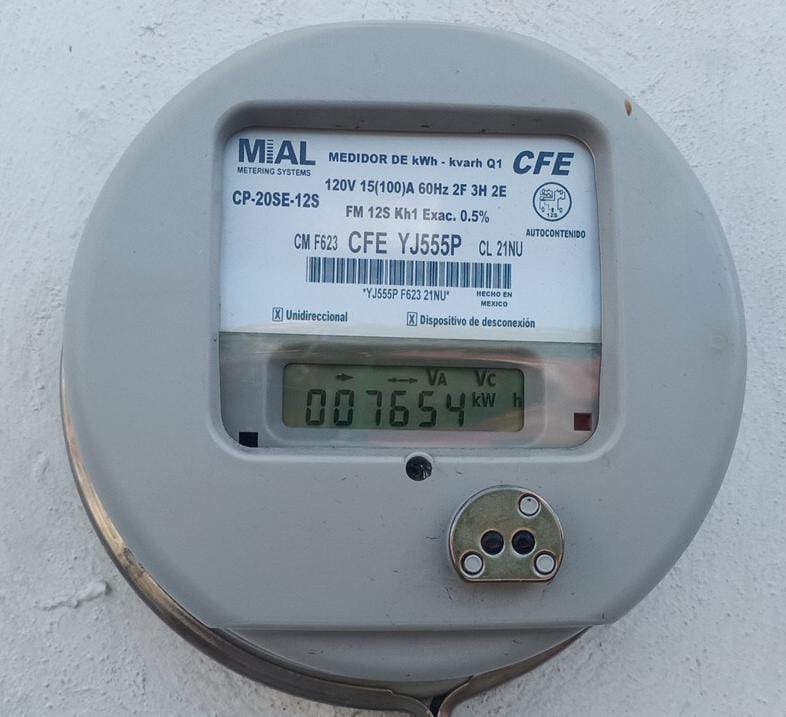 MIAL
METERING SYSTEMS
MEDIDOR DE kWh - kvarh Q1
CFE
CP-20SE-12S
120V 15(100)A 60Hz 2F 3H 2E
FM 12S Kh1 Exac. 0.5%
12S
AUTOCONTENIDO
CM F623 CFE YJ555P CL 21NU
*YJ555P F623 21NU*
HECHO EN
MEXICO
X Unidireccional
X Dispositivo de desconexión
VA VC
007654 kW h